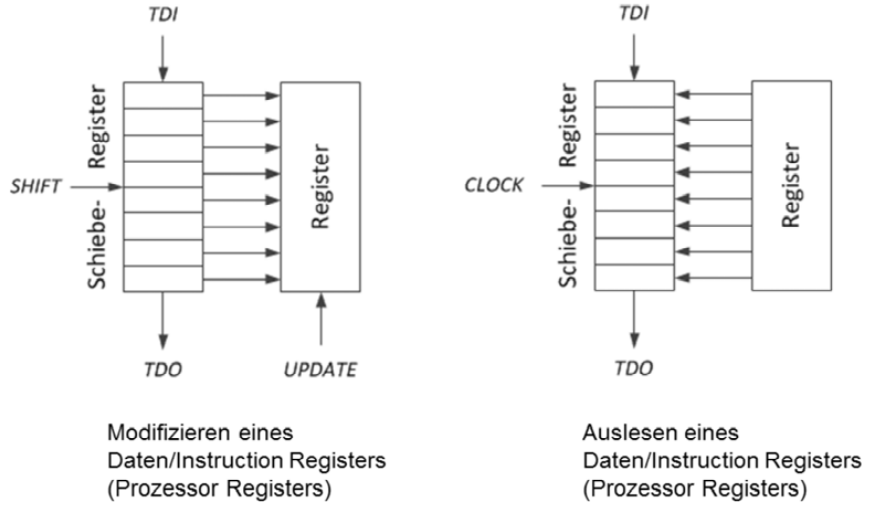 TDI
Schiebe- Register
SHIFT
Register
TDO
UPDATE
Modifizieren eines
Daten/Instruction Registers
(Prozessor Registers)
TDI
Schiebe- Register
CLOCK
Register
TDO
Auslesen eines
Daten/Instruction Registers
(Prozessor Registers)